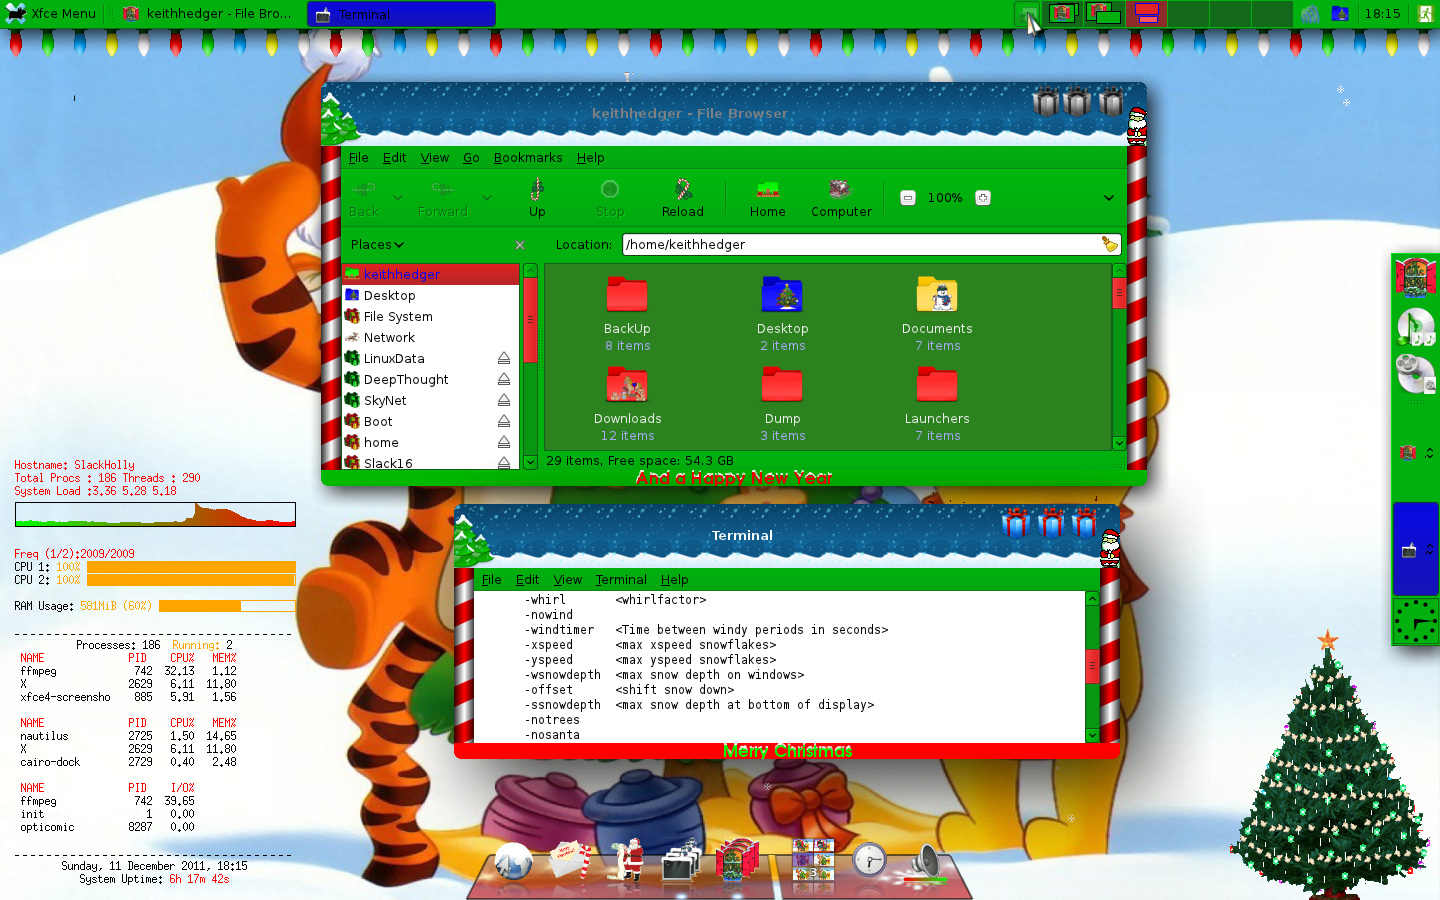 Xfce Menu keithhedger - File Bro... Terminal 18:15
keithhedger - File Browser
File Edit View Go Bookmarks Help
Back Forward Up Stop Reload Home Computer 100%
Places Location: /home/keithhedger
keithhedger
Desktop
File System
Network
LinuxData
DeepThought
SkyNet
Boot
home
Slack16
BackUp Desktop Documents
8 items 2 items 7 items
Downloads Dump Launchers
12 items 3 items 7 items
29 items, Free space: 54.3 GB
And a Happy New Year
Terminal
File Edit View Terminal Help
-whirl <whirlfactor>
-nowind
-windtimer <Time between windy periods in seconds>
-xspeed <max xspeed snowflakes>
-yspeed <max yspeed snowflakes>
-wsnowdepth <max snow depth on windows>
-offset <shift snow down>
-ssnowdepth <max snow depth at bottom of display>
-notrees
-nosanta
Merry Christmas
Hostname: SlackHolly
Total Procs : 186 Threads : 290
System Load :3.36 5.28 5.18
Freq (1/2):2009/2009
CPU 1: 100%
CPU 2: 100%
RAM Usage: 581MiB (60%)
Processes: 186 Running: 2
NAME PID CPU% MEM%
ffmpeg 742 32.13 1.12
X 2629 6.11 11.80
xfce4-screensho 885 5.91 1.56
NAME PID CPU% MEM%
nautilus 2725 1.50 14.65
X 2629 6.11 11.80
cairo-dock 2729 0.40 2.48
NAME PID I/O%
ffmpeg 742 39.65
init 1 0.00
opticomic 8287 0.00
Sunday, 11 December 2011, 18:15
System Uptime: 6h 17m 42s